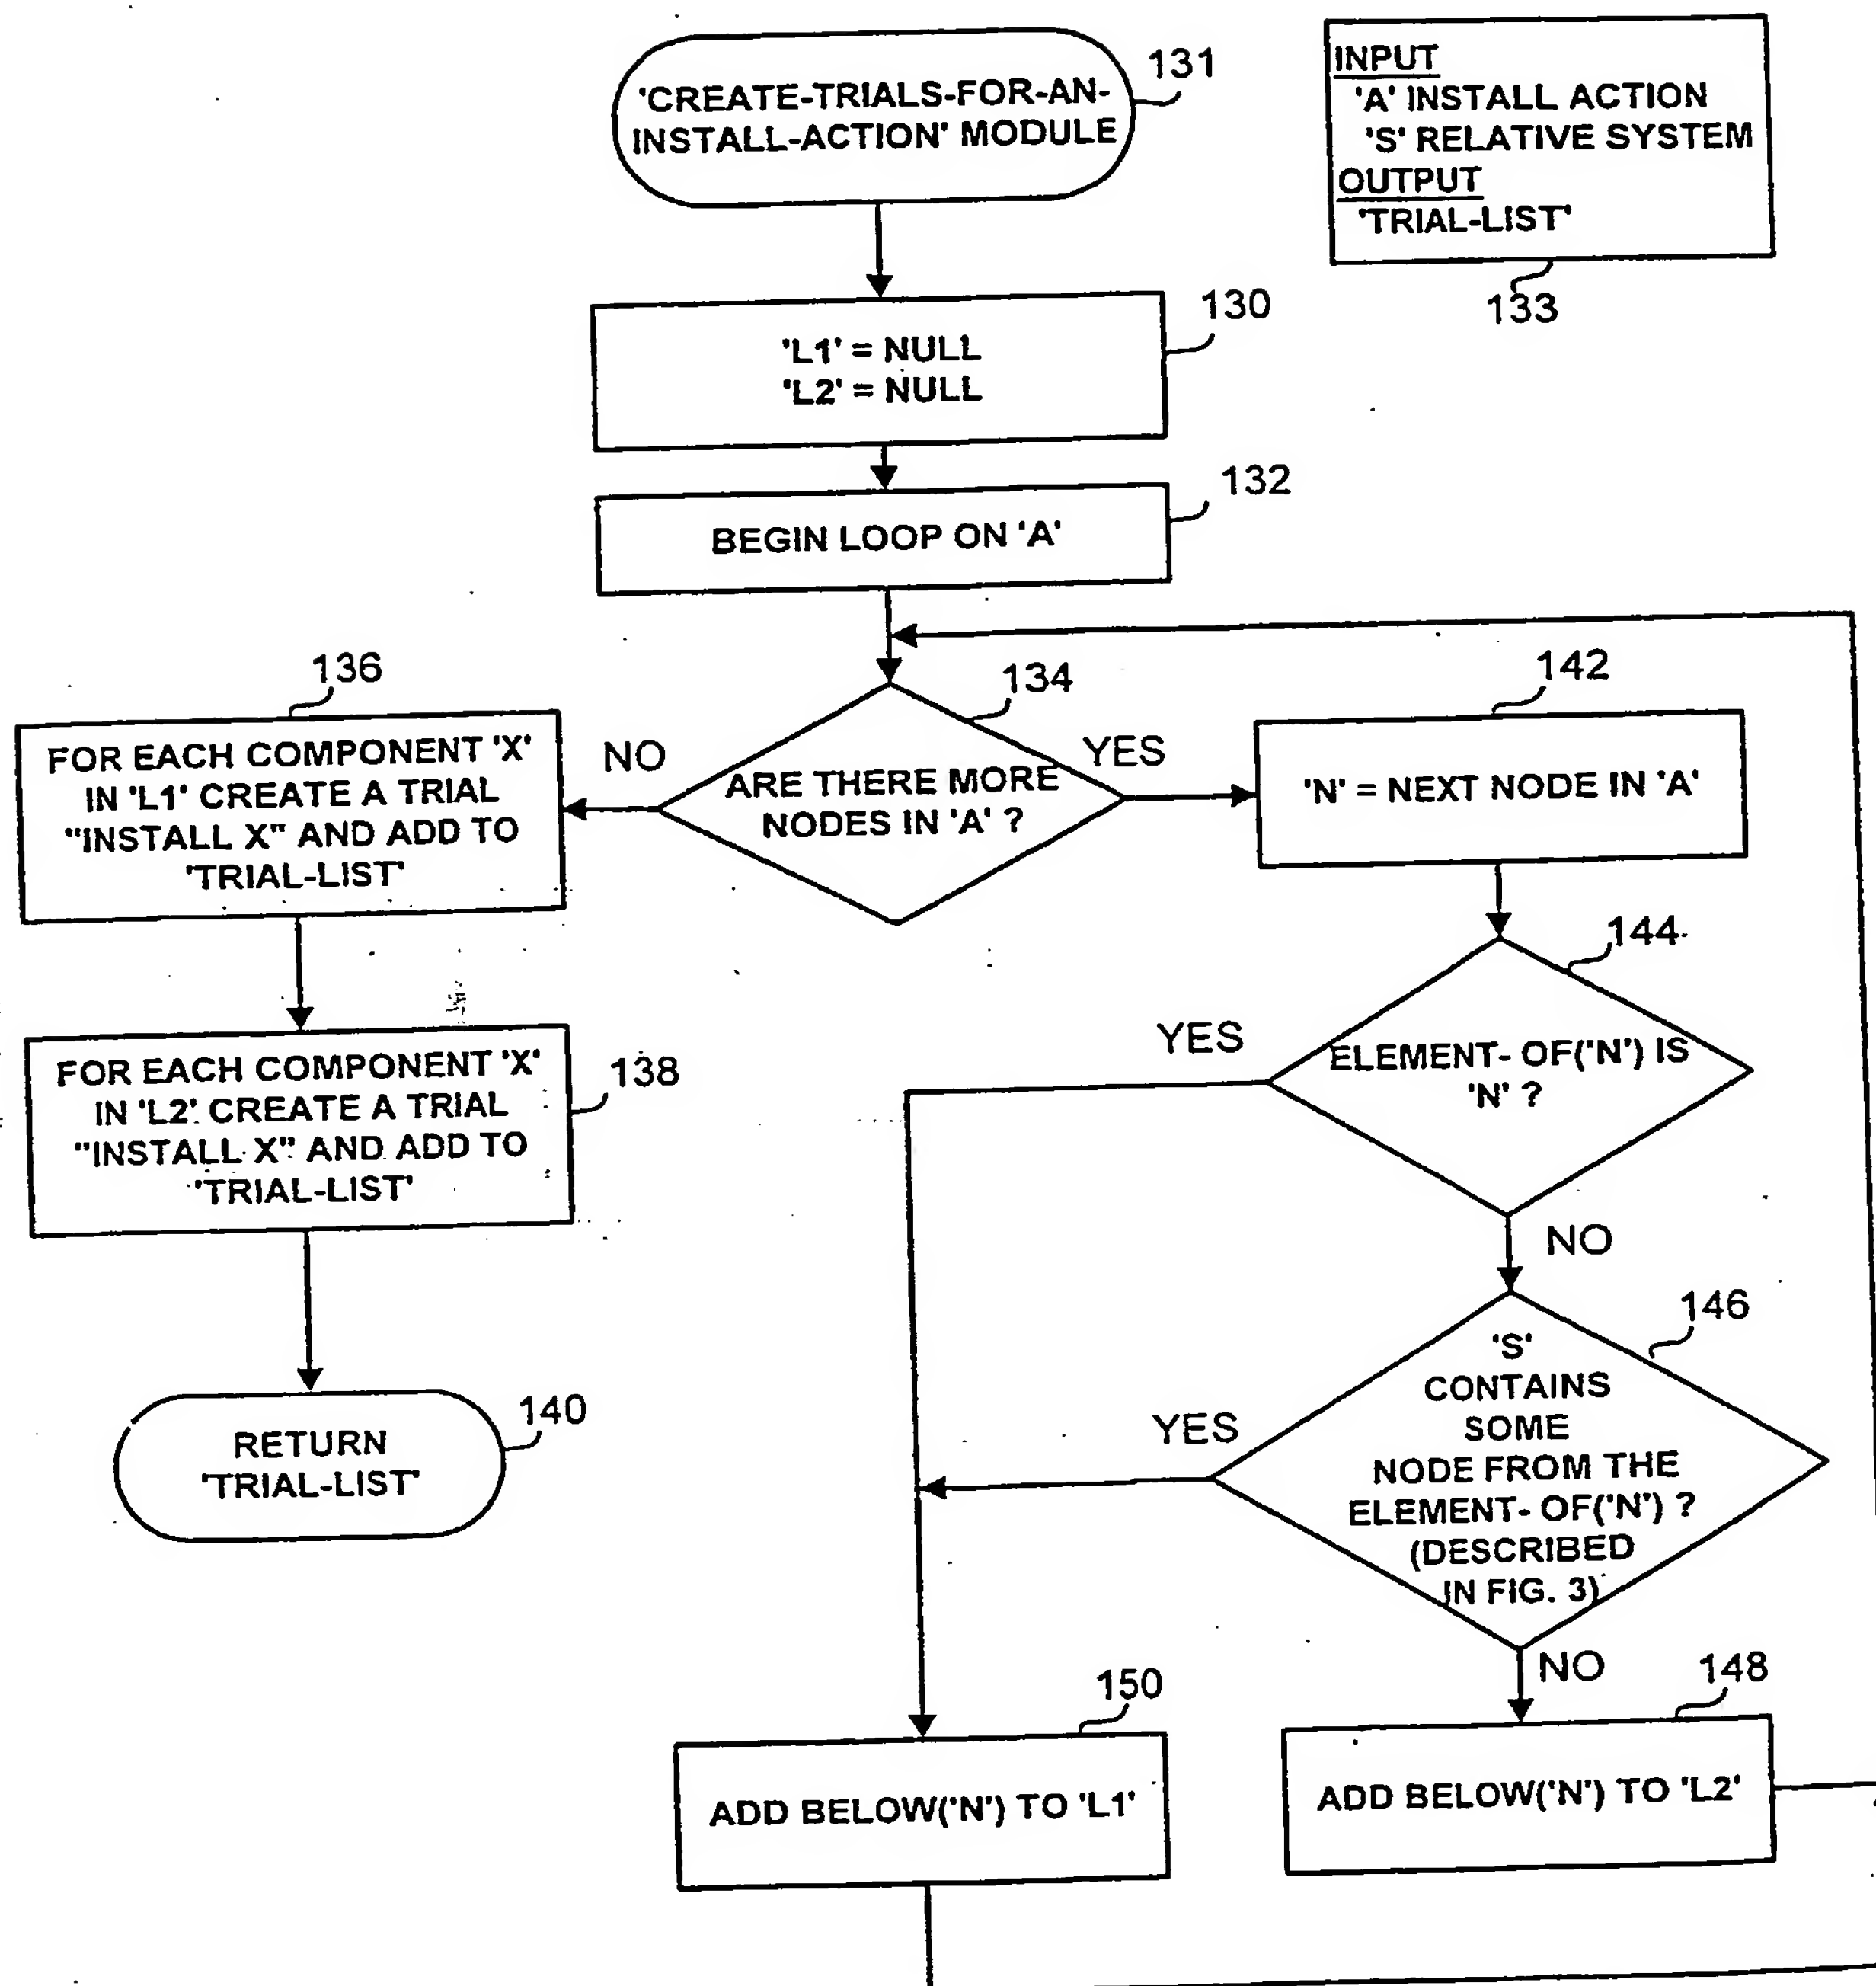 'CREATE-TRIALS-FOR-AN-
INSTALL-ACTION' MODULE
131
INPUT
'A' INSTALL ACTION
'S' RELATIVE SYSTEM
OUTPUT
'TRIAL-LIST'
133
130
'L1' = NULL
'L2' = NULL
132
BEGIN LOOP ON 'A'
134
ARE THERE MORE
NODES IN 'A' ?
NO
YES
136
FOR EACH COMPONENT 'X'
IN 'L1' CREATE A TRIAL
"INSTALL X" AND ADD TO
'TRIAL-LIST'
138
FOR EACH COMPONENT 'X'
IN 'L2' CREATE A TRIAL
"INSTALL X" AND ADD TO
'TRIAL-LIST'
140
RETURN
'TRIAL-LIST'
142
'N' = NEXT NODE IN 'A'
144
YES
ELEMENT- OF('N') IS
'N' ?
NO
146
YES
'S'
CONTAINS
SOME
NODE FROM THE
ELEMENT- OF('N') ?
(DESCRIBED
IN FIG. 3)
NO
150
ADD BELOW('N') TO 'L1'
148
ADD BELOW('N') TO 'L2'